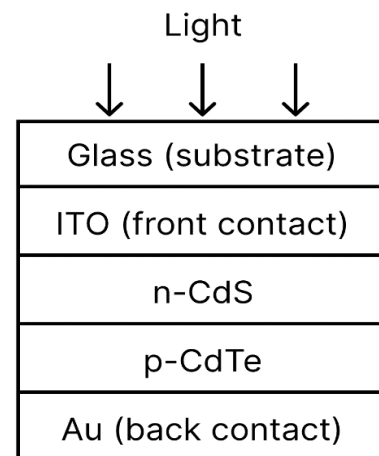 Light
Glass (substrate)
ITO (front contact)
n-CdS
p-CdTe
Au (back contact)